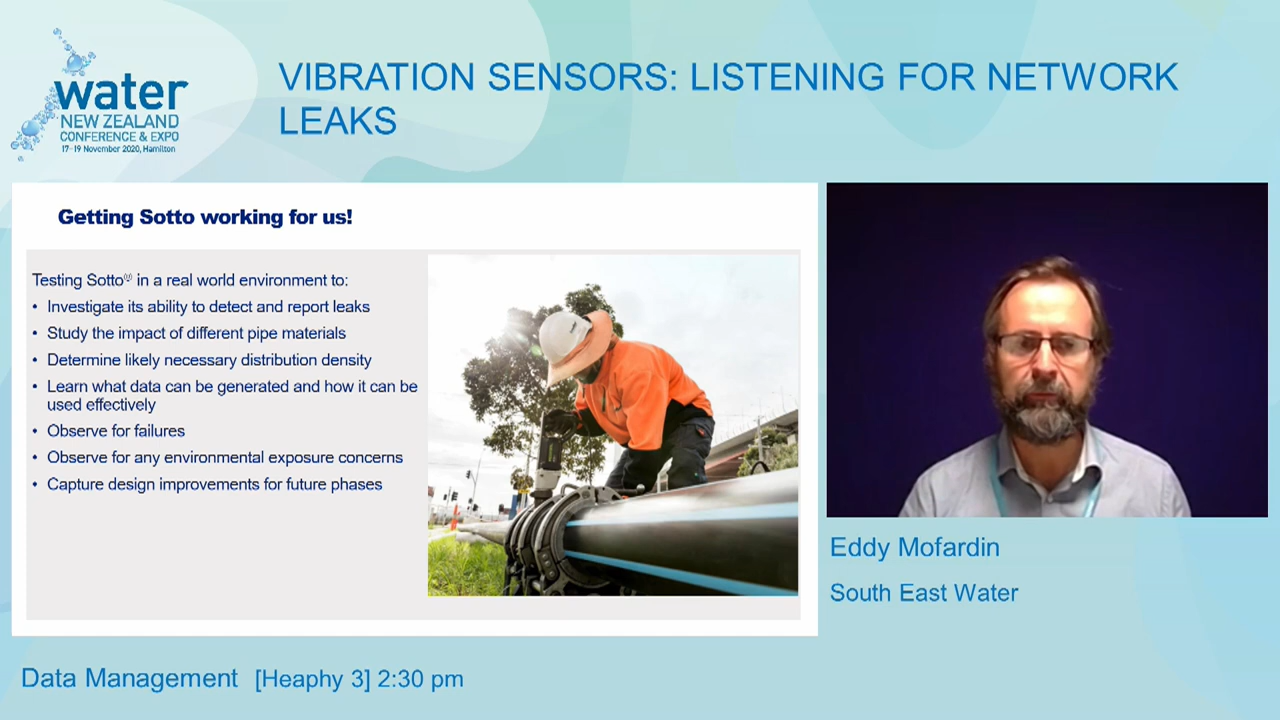 water
NEW ZEALAND
CONFERENCE & EXPO
17-19 November 2020, Hamilton
VIBRATION SENSORS: LISTENING FOR NETWORK
LEAKS
Getting Sotto working for us!
Testing Sotto in a real world environment to:
• Investigate its ability to detect and report leaks
• Study the impact of different pipe materials
• Determine likely necessary distribution density
• Learn what data can be generated and how it can be
used effectively
• Observe for failures
• Observe for any environmental exposure concerns
• Capture design improvements for future phases
Eddy Mofardin
South East Water
Data Management [Heaphy 3] 2:30 pm